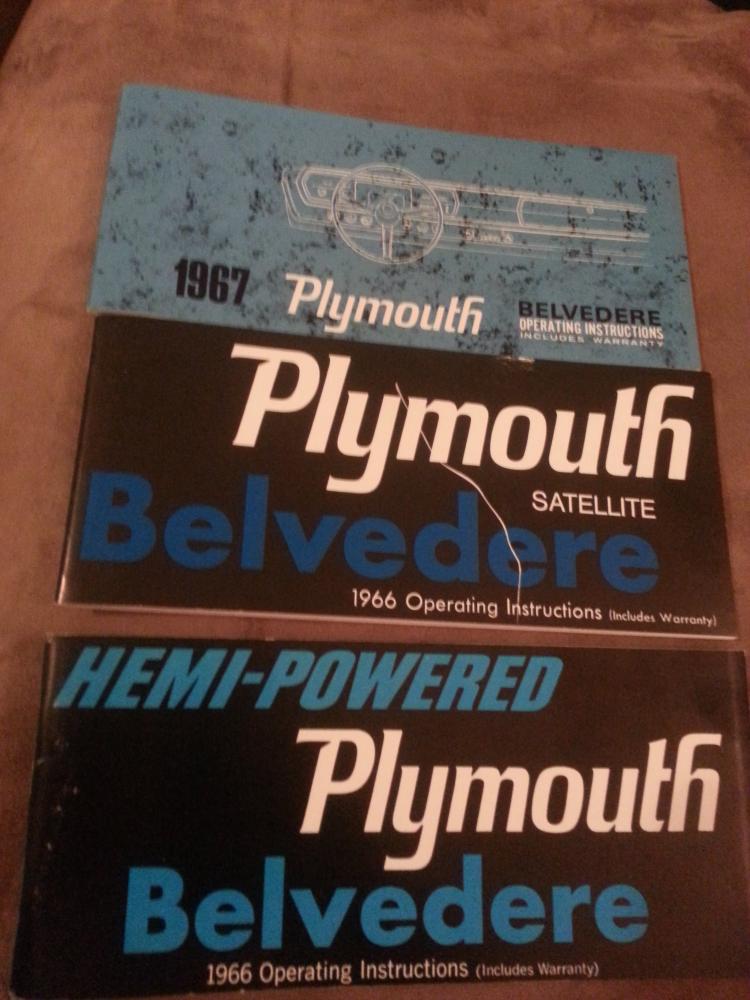 1967
Plymouth
BELVEDERE
OPERATING INSTRUCTIONS
INCLUDES WARRANTY
Plymouth
SATELLITE
Belvedere
1966 Operating Instructions (Includes Warranty)
HEMI-POWERED
Plymouth
Belvedere
1966 Operating Instructions (Includes Warranty)